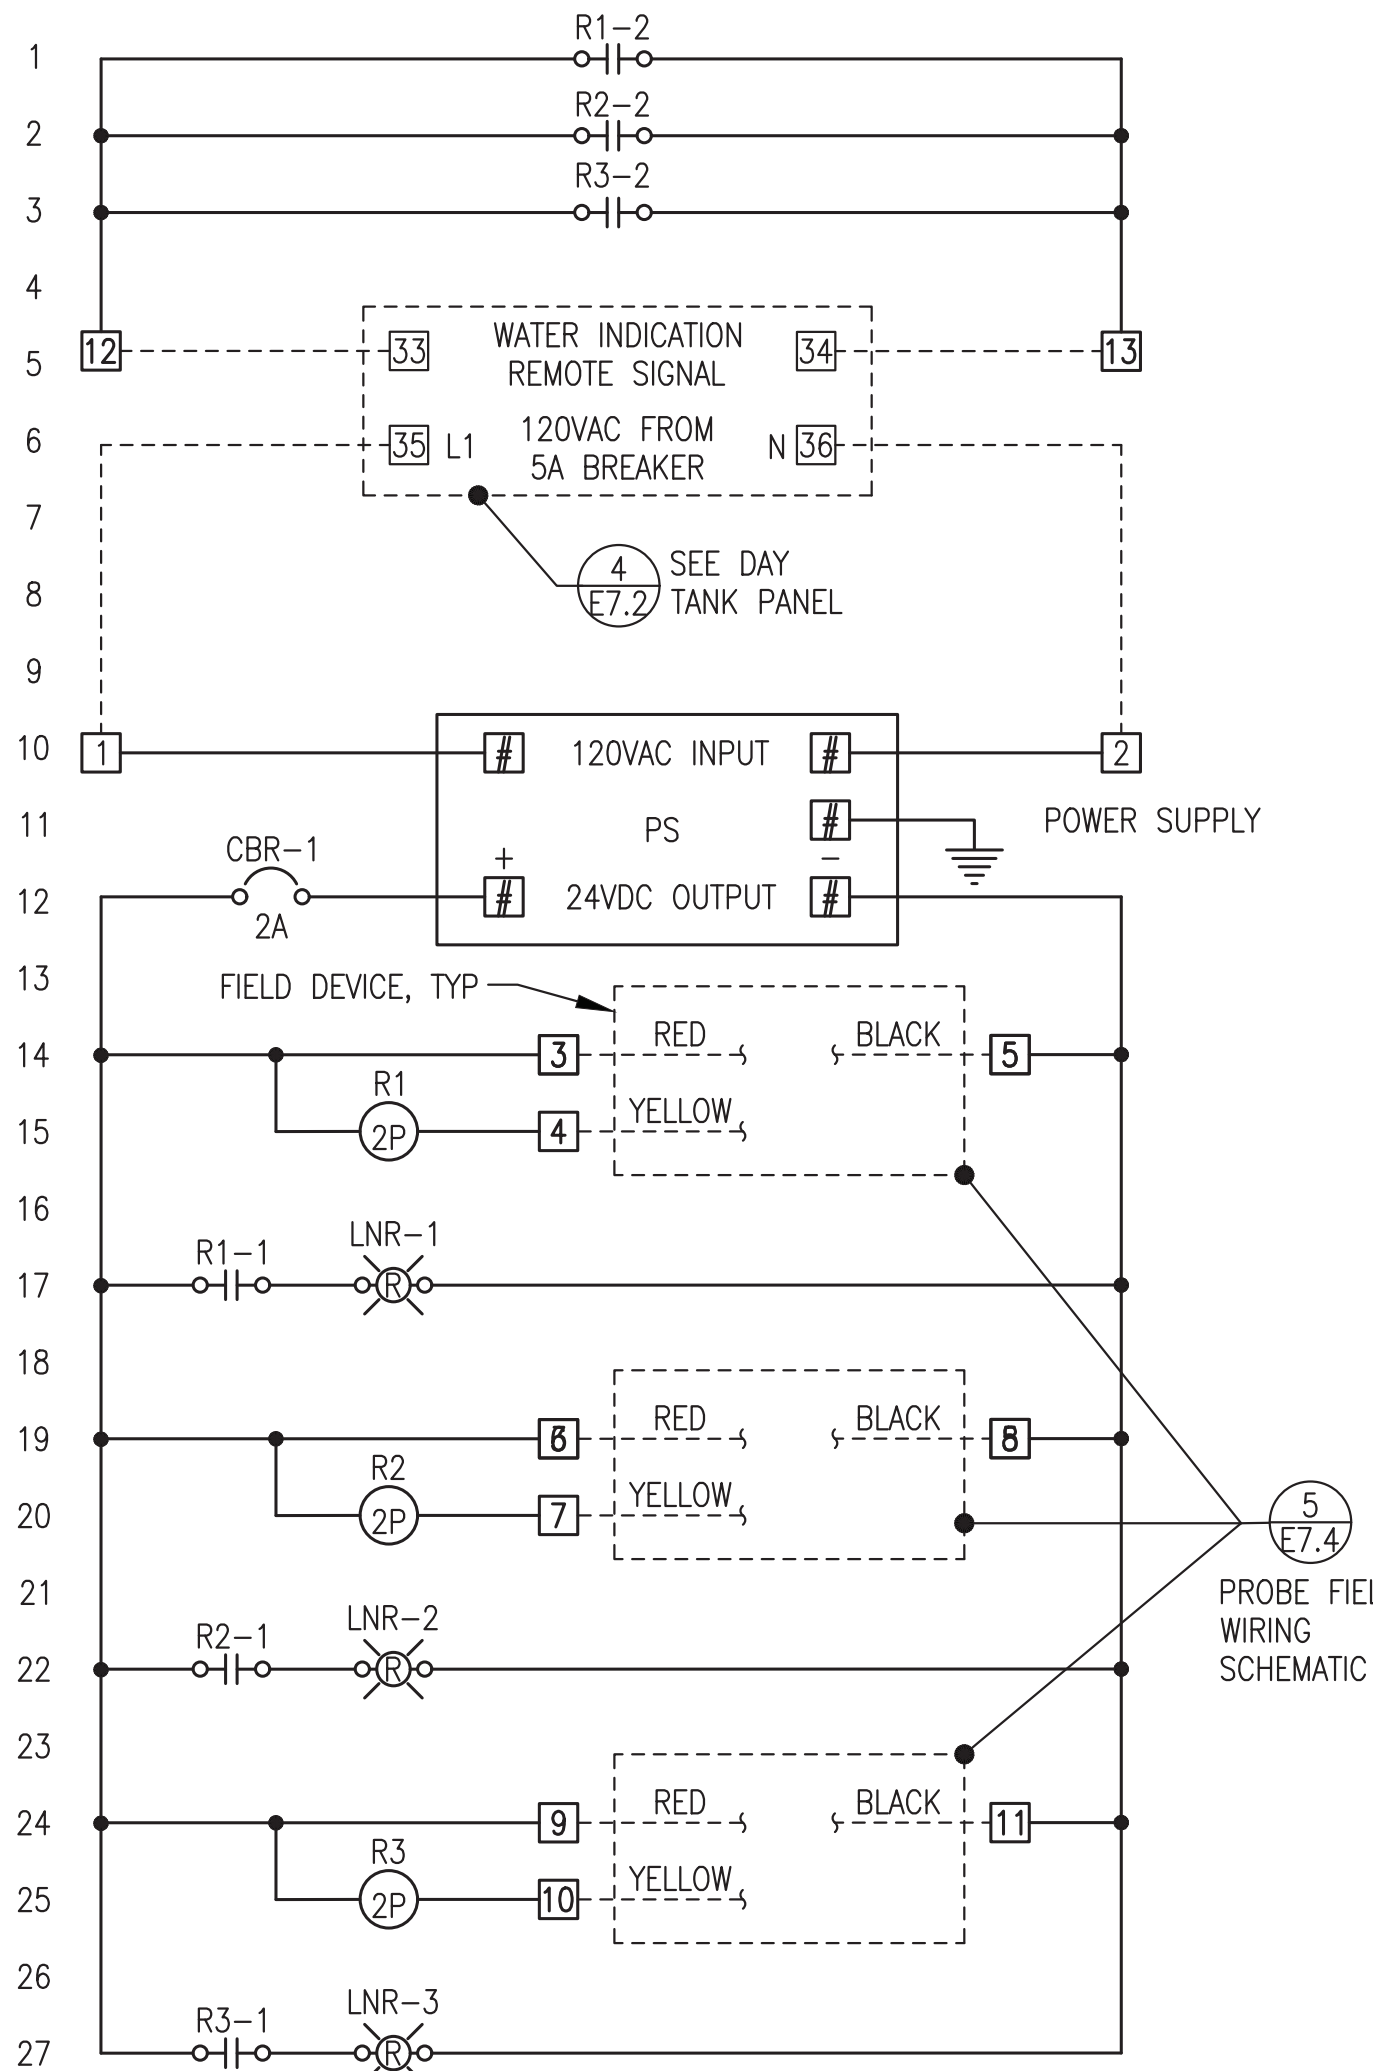 R1-2
1
R2-2
2
R3-2
3
4
12 33 WATER INDICATION 34 13
5
REMOTE SIGNAL
6 35 L1 120VAC FROM N 36
5A BREAKER
7
4 SEE DAY
8
E7.2 TANK PANEL
9
10 1 # 120VAC INPUT # 2
11 PS # POWER SUPPLY
CBR-1 + -
12 # 24VDC OUTPUT #
2A
13 FIELD DEVICE, TYP
RED BLACK
14 3 5
R1 YELLOW
15 2P 4
16
R1-1 LNR-1
17 R
18
RED BLACK
19 6 8
R2 YELLOW
20 2P 7
5
E7.4
21
PROBE
WIRING
SCHEMATIC
R2-1 LNR-2
22 R
23
RED BLACK
24 9 11
R3 YELLOW
25 2P 10
26
R3-1 LNR-3
27 R